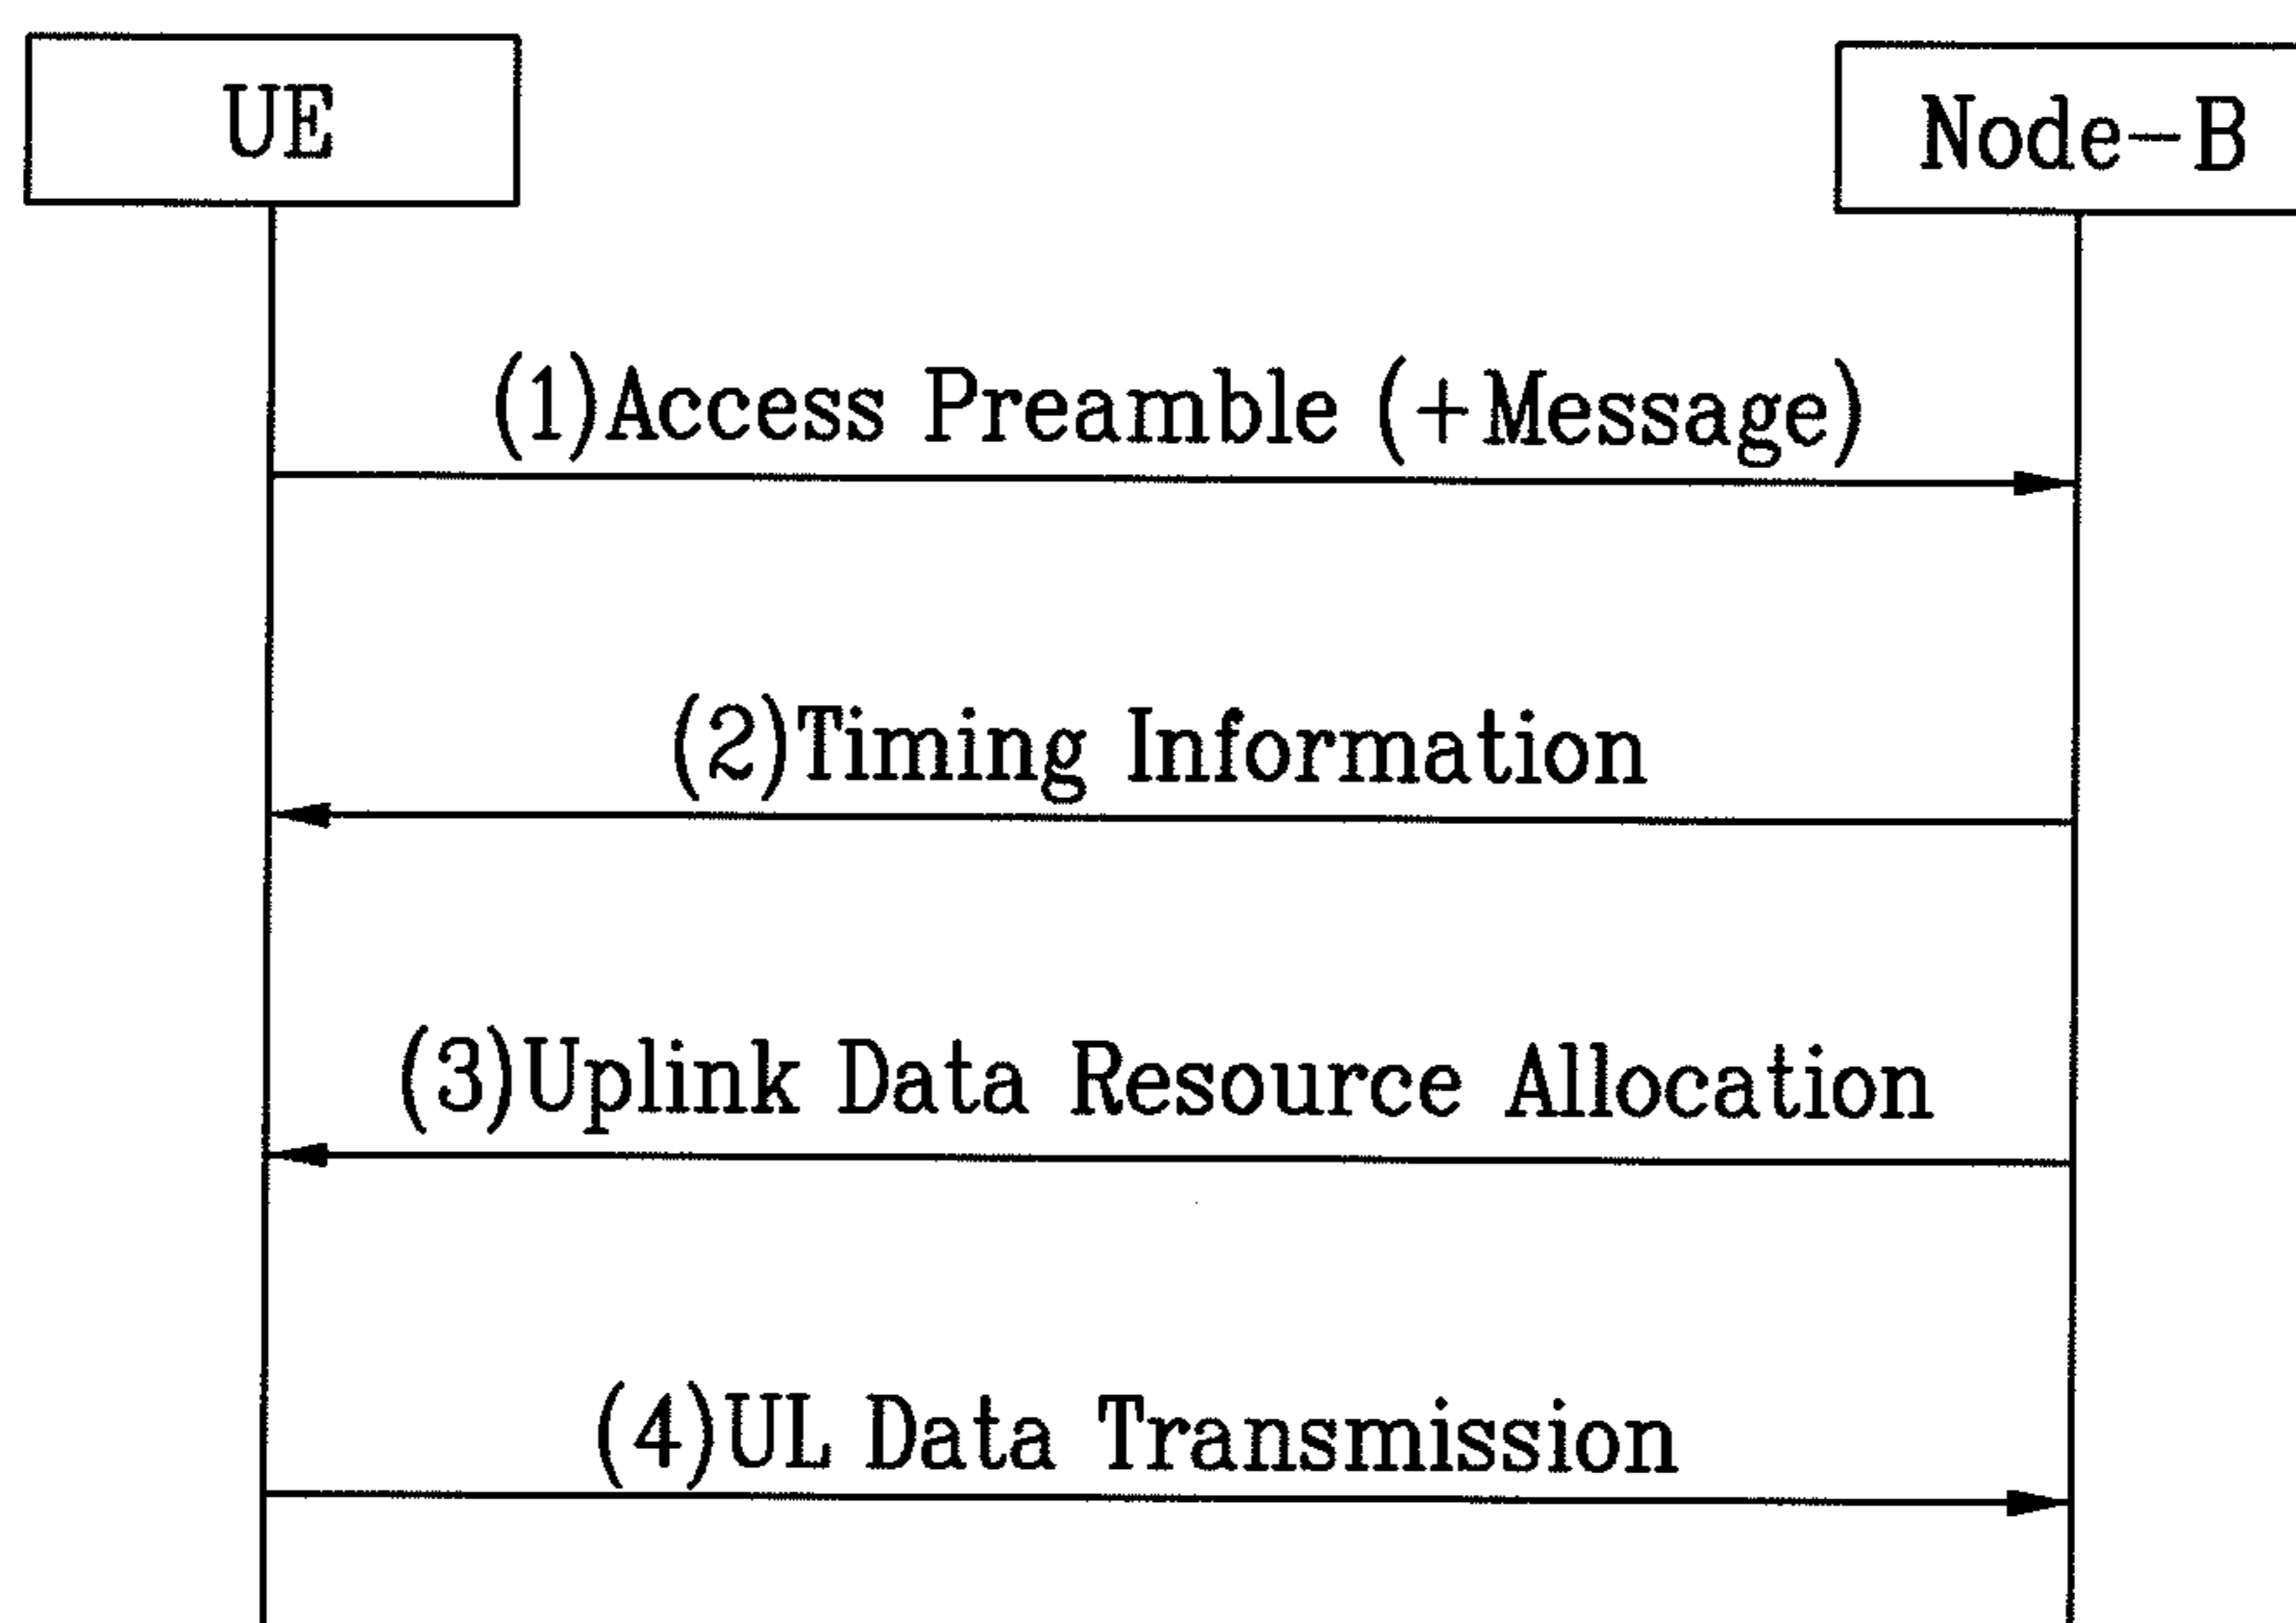 UE
Node-B
(1)Access Preamble (+Message)
(2)Timing Information
(3)Uplink Data Resource Allocation
(4)UL Data Transmission